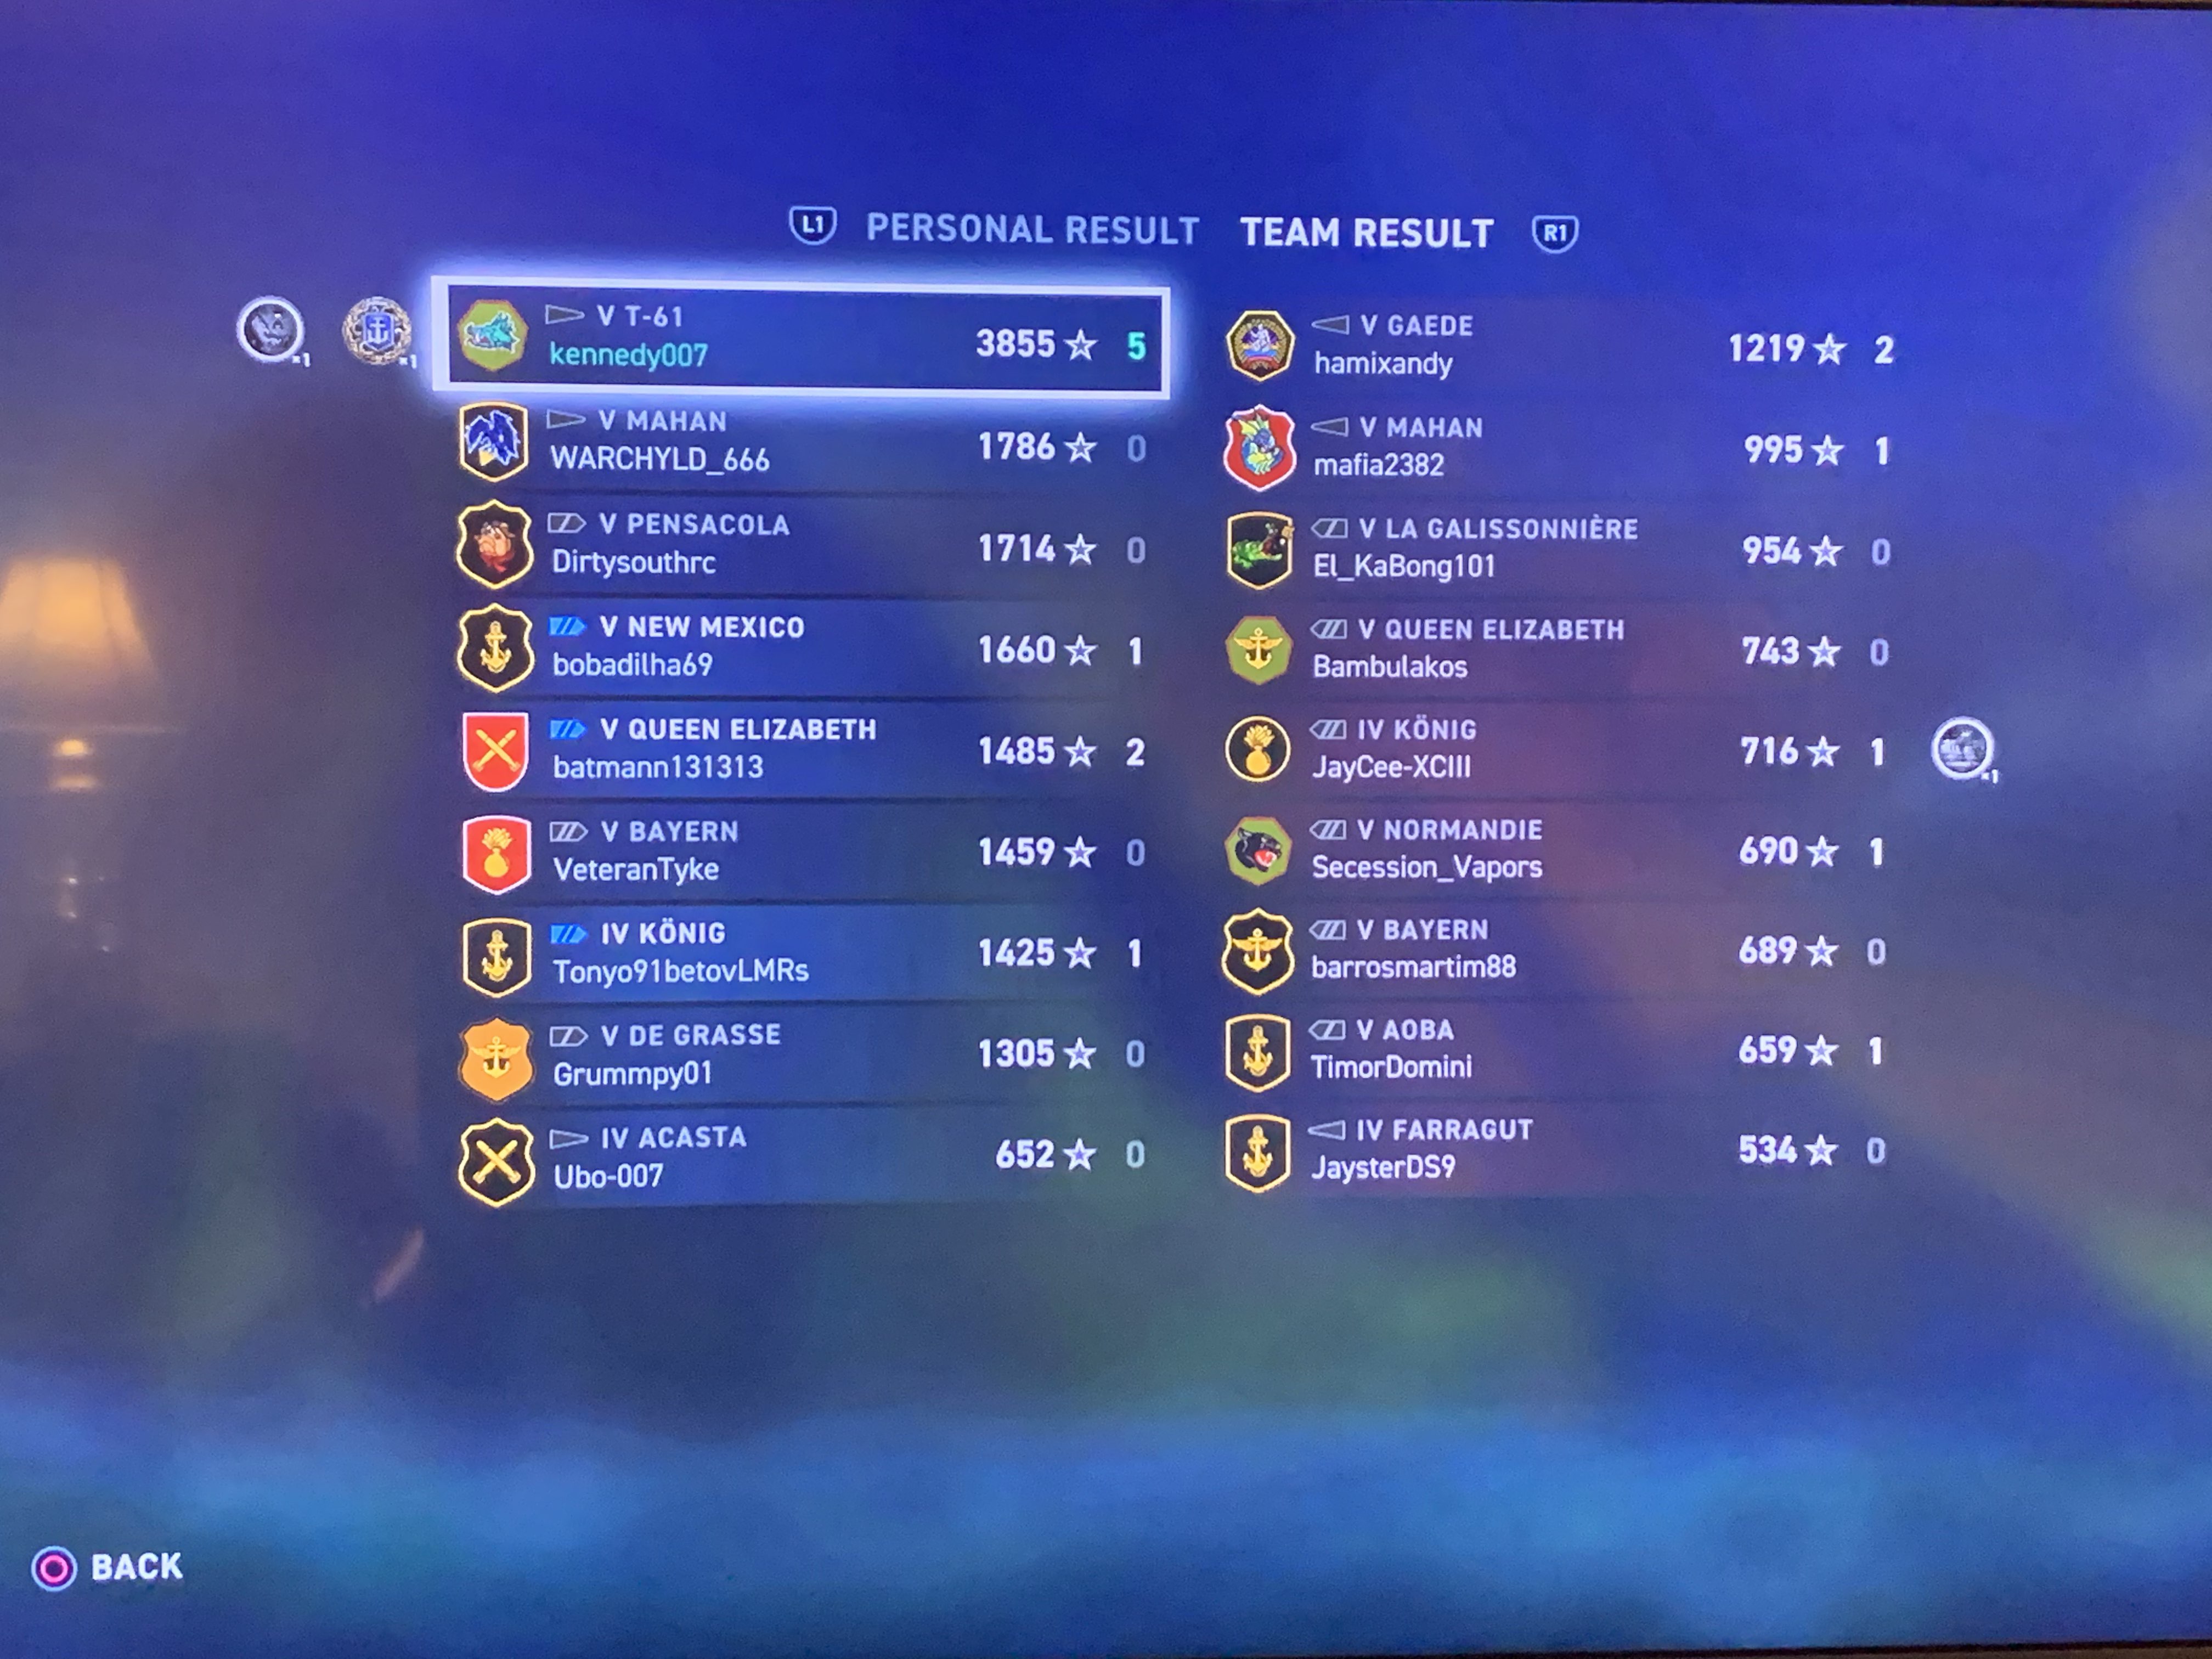 L1 PERSONAL RESULT TEAM RESULT R1
V T-61
kennedy007
3855 5
×1
×1
V MAHAN
WARCHYLD_666
1786 0
V PENSACOLA
Dirtysouthrc
1714 0
V NEW MEXICO
bobadilha69
1660 1
V QUEEN ELIZABETH
batmann131313
1485 2
V BAYERN
VeteranTyke
1459 0
IV KÖNIG
Tonyo91betovLMRs
1425 1
V DE GRASSE
Grummpy01
1305 0
IV ACASTA
Ubo-007
652 0
V GAEDE
hamixandy
1219 2
V MAHAN
mafia2382
995 1
V LA GALISSONNIÈRE
El_KaBong101
954 0
V QUEEN ELIZABETH
Bambulakos
743 0
IV KÖNIG
JayCee-XCIII
716 1
×1
V NORMANDIE
Secession_Vapors
690 1
V BAYERN
barrosmartim88
689 0
V AOBA
TimorDomini
659 1
IV FARRAGUT
JaysterDS9
534 0
BACK